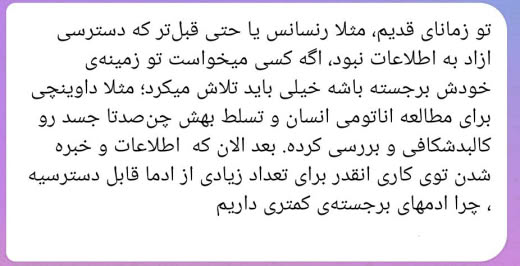 تو زمانای قدیم، مثلا رنسانس یا حتی قبل‌تر که دسترسی
ازاد به اطلاعات نبود، اگه کسی میخواست تو زمینه‌ی
خودش برجسته باشه خیلی باید تلاش میکرد؛ مثلا داوینچی
برای مطالعه اناتومی انسان و تسلط بهش چن‌صدتا جسد رو
کالبدشکافی و بررسی کرده. بعد الان که اطلاعات و خبره
شدن توی کاری انقدر برای تعداد زیادی از ادما قابل دسترسیه
، چرا ادمهای برجسته‌ی کمتری داریم